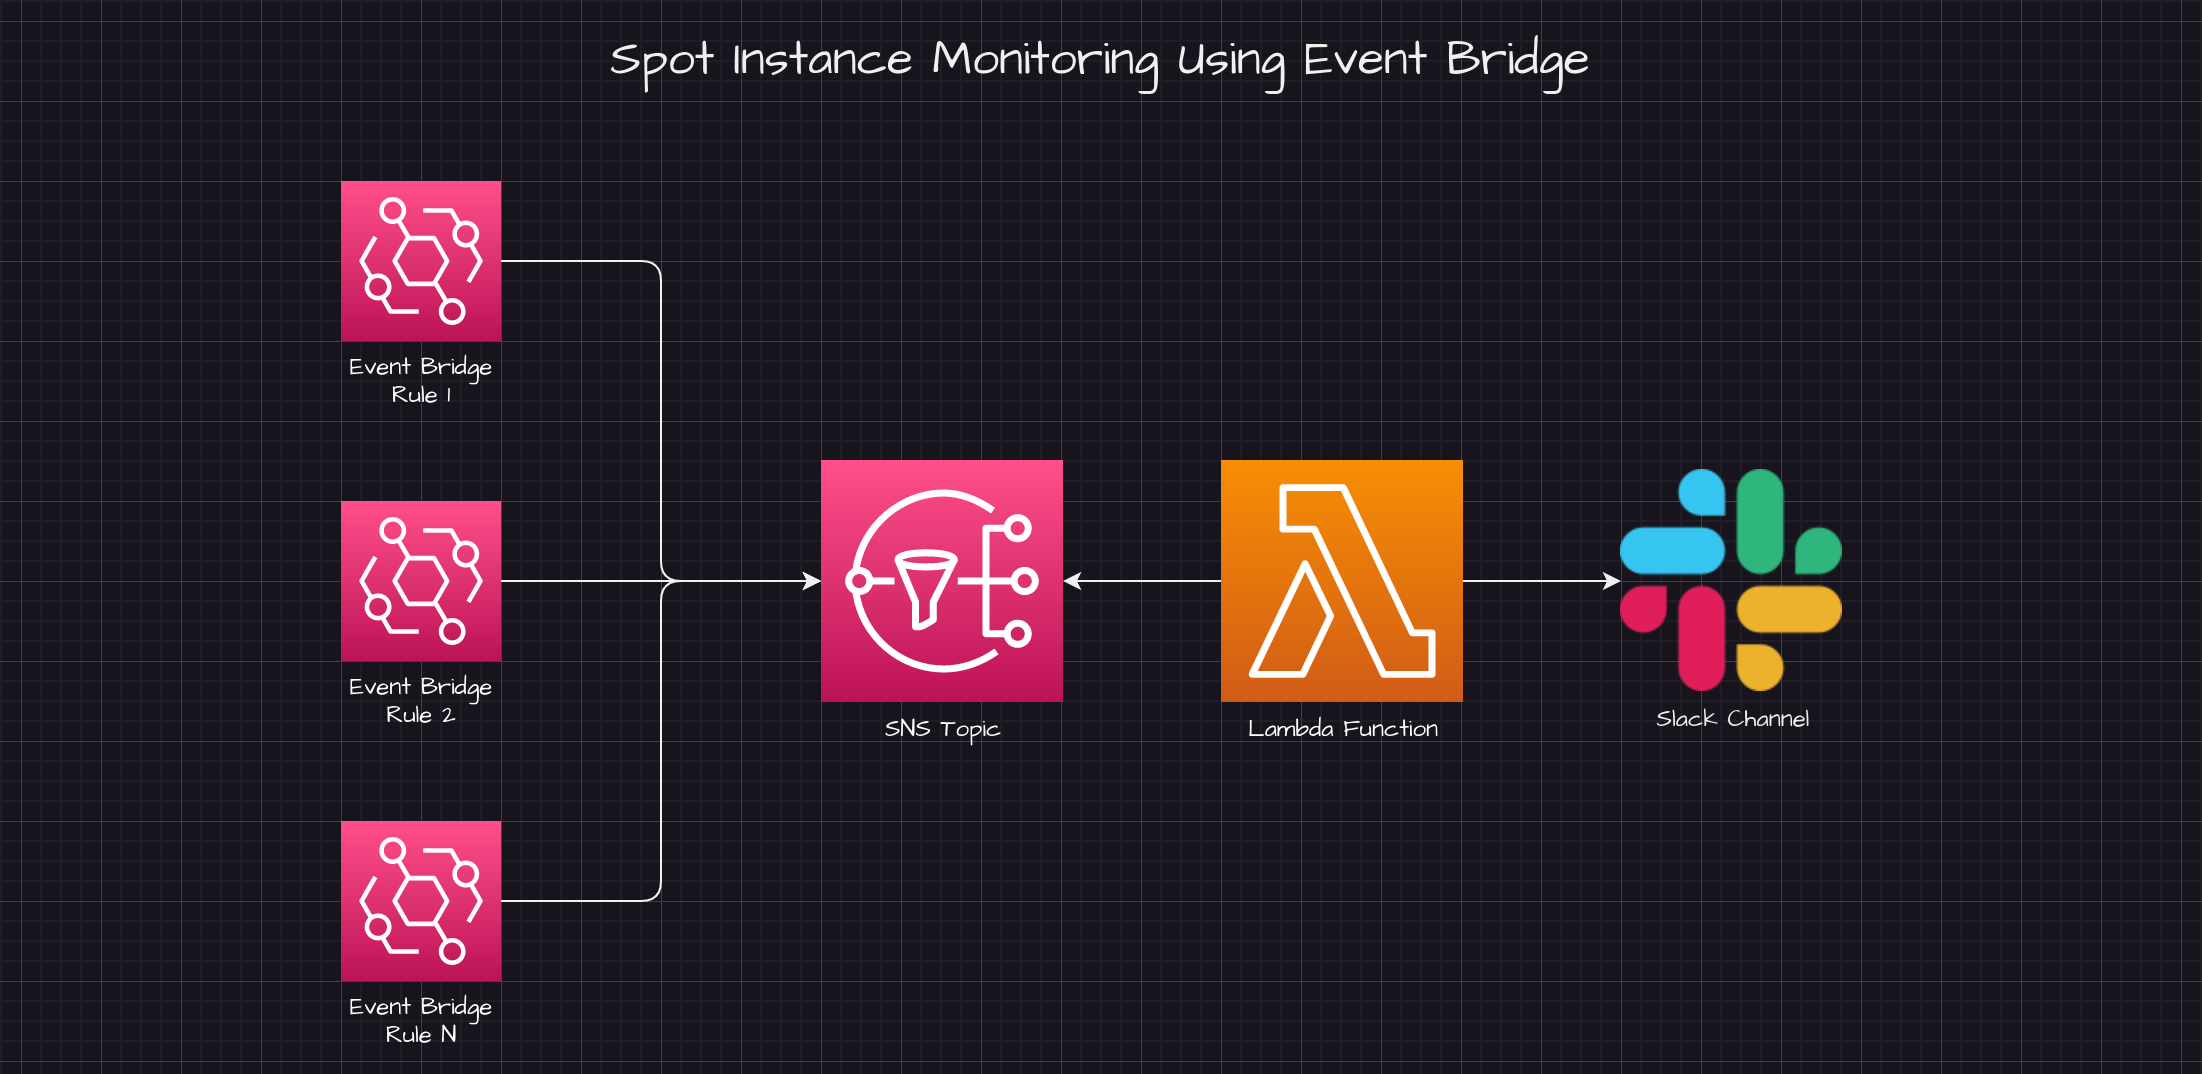 Spot Instance Monitoring Using Event Bridge
Event Bridge
Rule 1
Event Bridge
Rule 2
SNS Topic
Lambda Function
Slack Channel
Event Bridge
Rule N